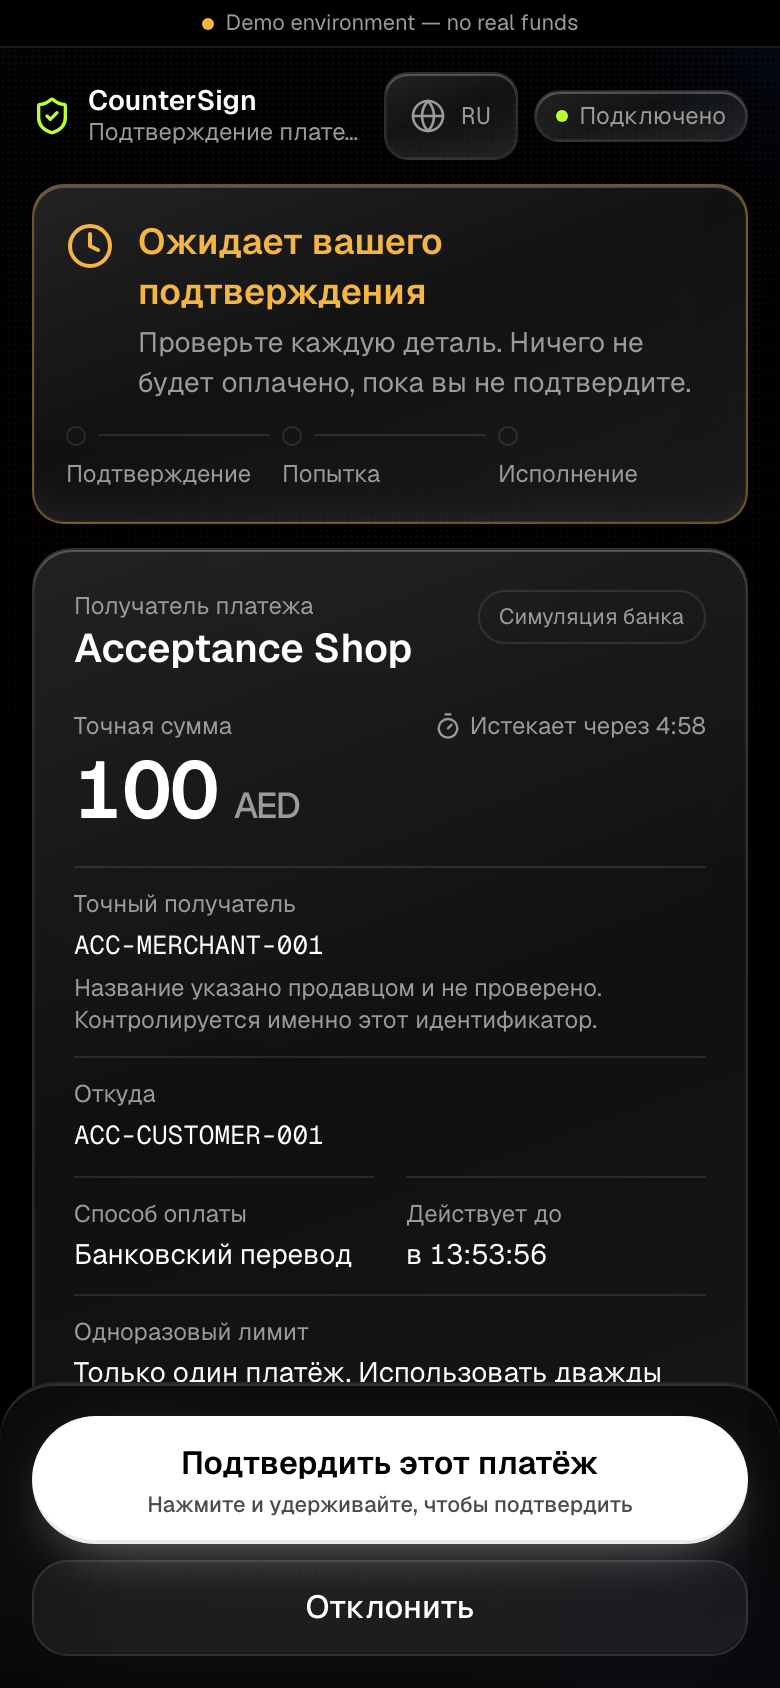 Demo environment — no real funds
CounterSign
Подтверждение плате…
RU
Подключено
Ожидает вашего
подтверждения
Проверьте каждую деталь. Ничего не
будет оплачено, пока вы не подтвердите.
Подтверждение
Попытка
Исполнение
Получатель платежа
Симуляция банка
Acceptance Shop
Точная сумма
Истекает через 4:58
100 AED
Точный получатель
ACC-MERCHANT-001
Название указано продавцом и не проверено.
Контролируется именно этот идентификатор.
Откуда
ACC-CUSTOMER-001
Способ оплаты
Действует до
Банковский перевод
в 13:53:56
Одноразовый лимит
Только один платёж. Использовать дважды
Подтвердить этот платёж
Нажмите и удерживайте, чтобы подтвердить
Отклонить